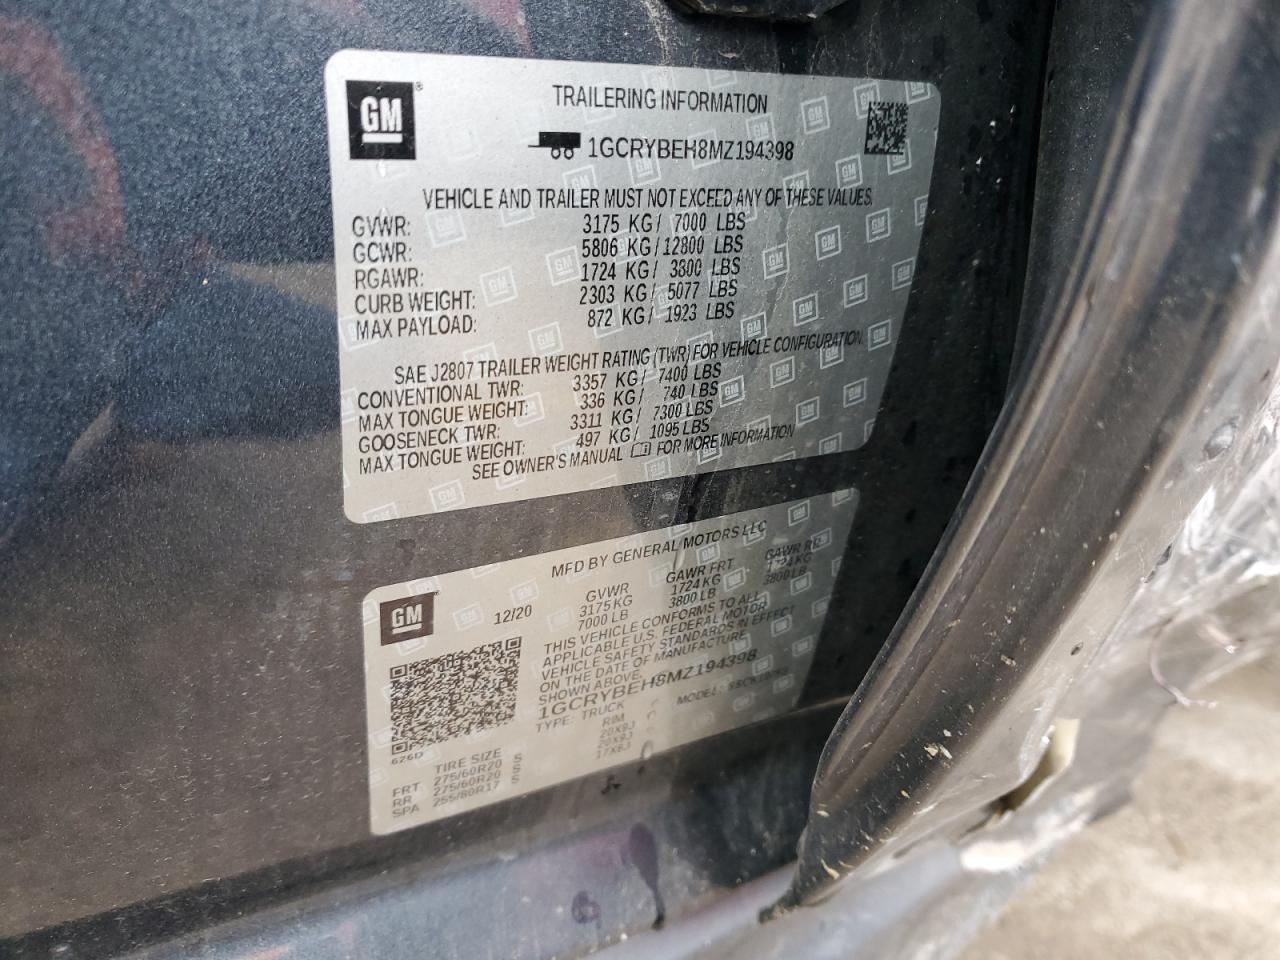 GM
TRAILERING INFORMATION
1GCRYBEH8MZ194398
VEHICLE AND TRAILER MUST NOT EXCEED ANY OF THESE VALUES.
GVWR: 3175 KG / 7000 LBS
GCWR: 5806 KG / 12800 LBS
RGAWR: 1724 KG / 3800 LBS
CURB WEIGHT: 2303 KG / 5077 LBS
MAX PAYLOAD: 872 KG / 1923 LBS
SAE J2807 TRAILER WEIGHT RATING (TWR) FOR VEHICLE CONFIGURATION
CONVENTIONAL TWR: 3357 KG / 7400 LBS
MAX TONGUE WEIGHT: 336 KG / 740 LBS
GOOSENECK TWR: 3311 KG / 7300 LBS
MAX TONGUE WEIGHT: 497 KG / 1095 LBS
SEE OWNER'S MANUAL FOR MORE INFORMATION
GM
MFD BY GENERAL MOTORS LLC
12/20 GVWR GAWR FRT GAWR RR
3175 KG 1724 KG 1724 KG
7000 LB 3800 LB 3800 LB
THIS VEHICLE CONFORMS TO ALL
APPLICABLE U.S. FEDERAL MOTOR
VEHICLE SAFETY STANDARDS IN EFFECT
ON THE DATE OF MANUFACTURE
SHOWN ABOVE.
1GCRYBEH8MZ194398
TYPE: TRUCK MODEL:
626D
TIRE SIZE RIM
FRT 275/60R20 S 20X9J
RR 275/60R20 S 20X9J
SPA 255/80R17 S 17X8J